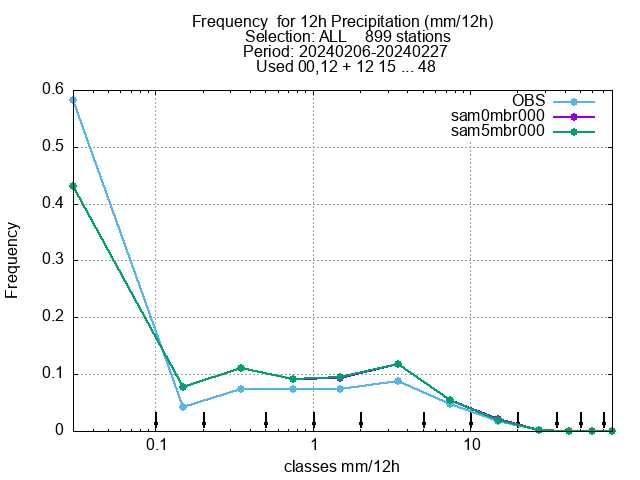 Frequency  for 12h Precipitation (mm/12h)
Selection: ALL    899 stations
Period: 20240206-20240227
Used 00,12 + 12 15 ... 48
OBS
sam0mbr000
sam5mbr000
0.6
0.5
0.4
0.3
0.2
0.1
0
Frequency
0.1 1 10
classes mm/12h